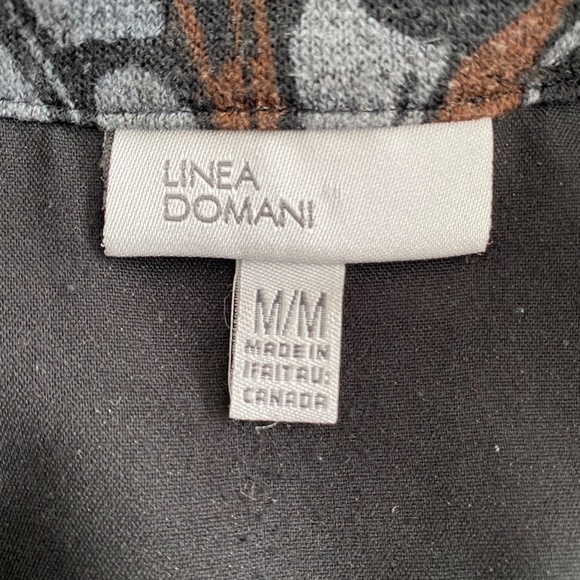 LINEA
DOMANI
M/M
MADE IN
/FAIT AU:
CANADA